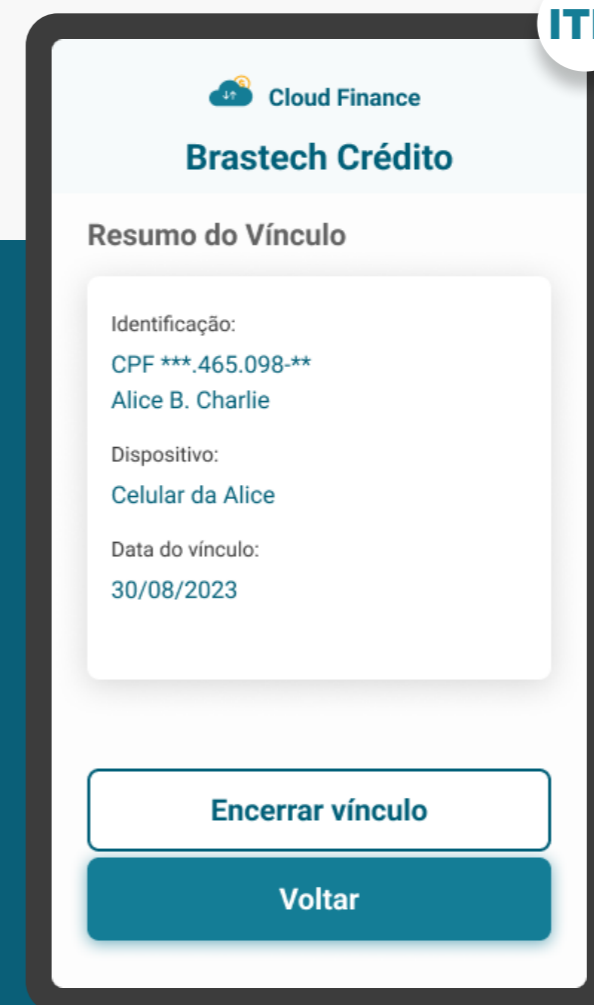 Cloud Finance
Brastech Crédito
Resumo do Vínculo
Identificação:
CPF ***.465.098-**
Alice B. Charlie
Dispositivo:
Celular da Alice
Data do vínculo:
30/08/2023
Encerrar vínculo
Voltar